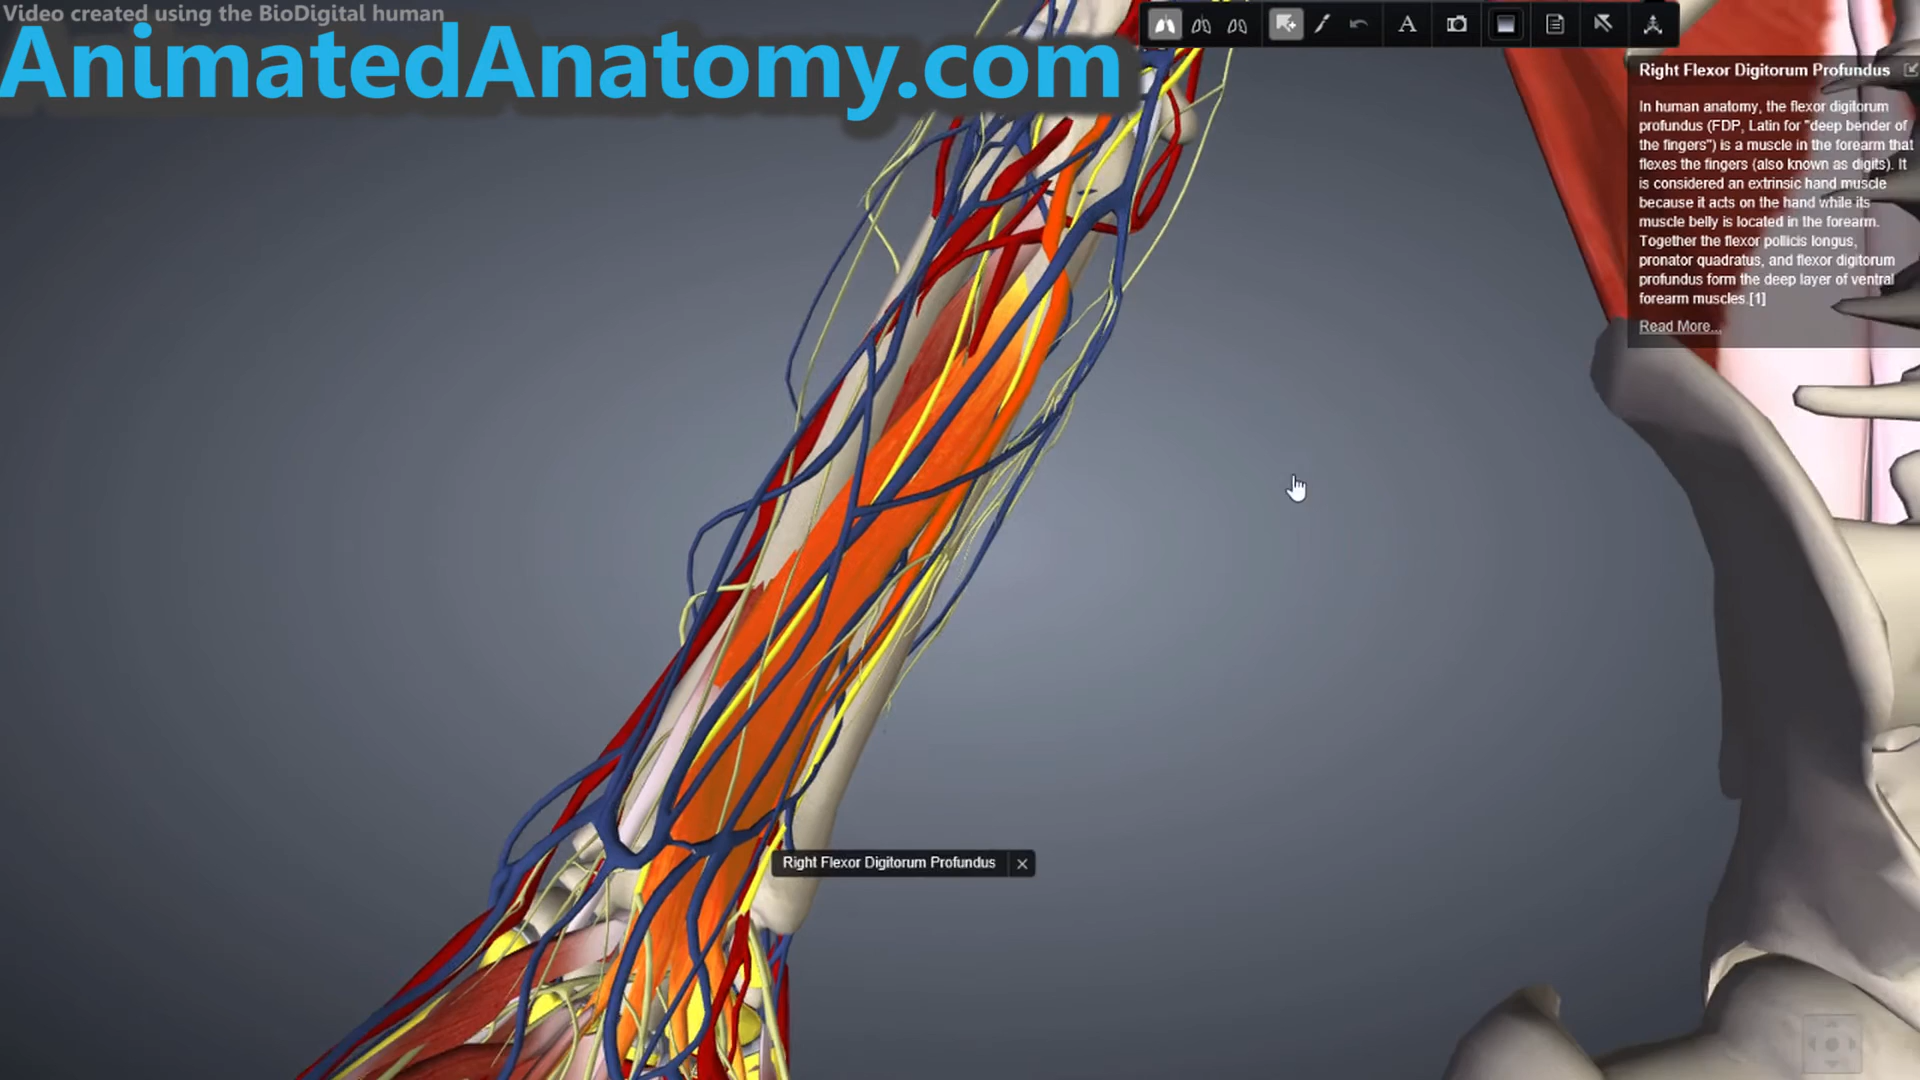 Video created using the BioDigital human
AnimatedAnatomy.com
A
Right Flexor Digitorum Profundus
In human anatomy, the flexor digitorum
profundus (FDP, Latin for "deep bender of
the fingers") is a muscle in the forearm that
flexes the fingers (also known as digits). It
is considered an extrinsic hand muscle
because it acts on the hand while its
muscle belly is located in the forearm.
Together the flexor pollicis longus,
pronator quadratus, and flexor digitorum
profundus form the deep layer of ventral
forearm muscles.[1]
Read More...
Right Flexor Digitorum Profundus